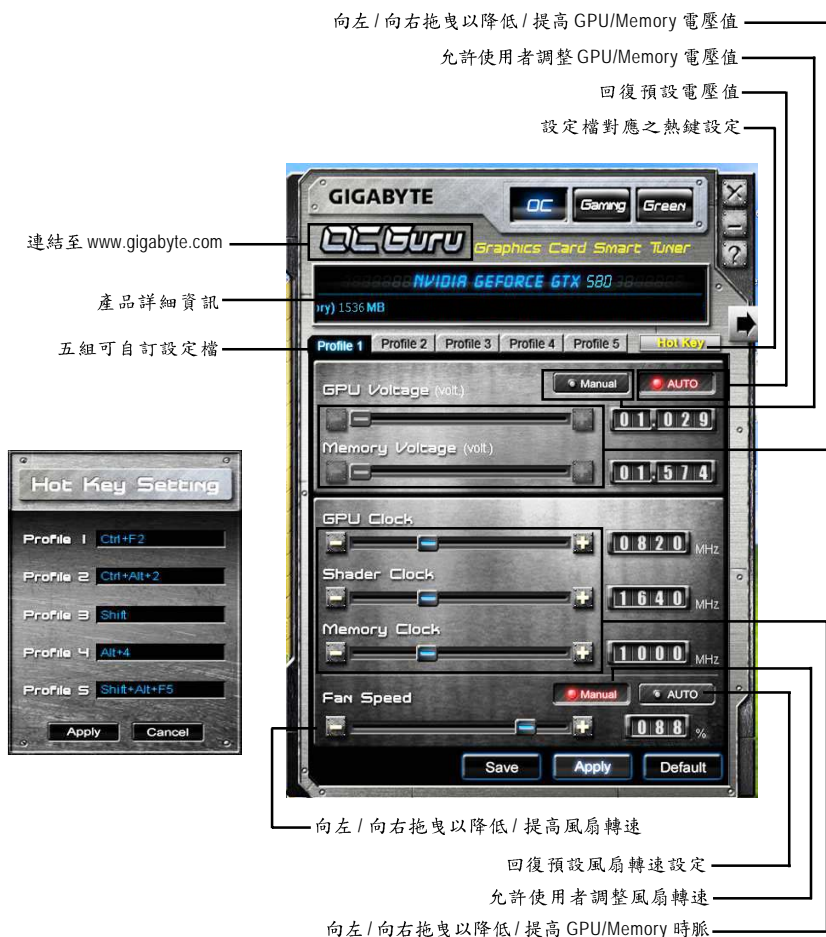 向左/向右拖曳以降低/提高 GPU/Memory 電壓值
允許使用者調整 GPU/Memory 電壓值
回復預設電壓值
設定檔對應之熱鍵設定
GIGABYTE
OC Gaming Green
連結至 www.gigabyte.com
OC Guru Graphics Card Smart Tuner
?
產品詳細資訊
NVIDIA GEFORCE GTX 580
ory) 1536 MB
五組可自訂設定檔
Profile 1 Profile 2 Profile 3 Profile 4 Profile 5 Hot Key
GPU Voltage (volt.) Manual AUTO
01.029
Memory Voltage (volt.)
01.574
Hot Key Setting
Profile 1 Ctrl+F2
Profile 2 Ctrl+Alt+2
Profile 3 Shift
Profile 4 Alt+4
Profile 5 Shift+Alt+F5
Apply Cancel
GPU Clock
0820 MHz
Shader Clock
1640 MHz
Memory Clock
1000 MHz
Fan Speed Manual AUTO
088 %
Save Apply Default
向左/向右拖曳以降低/提高風扇轉速
回復預設風扇轉速設定
允許使用者調整風扇轉速
向左/向右拖曳以降低/提高 GPU/Memory 時脈